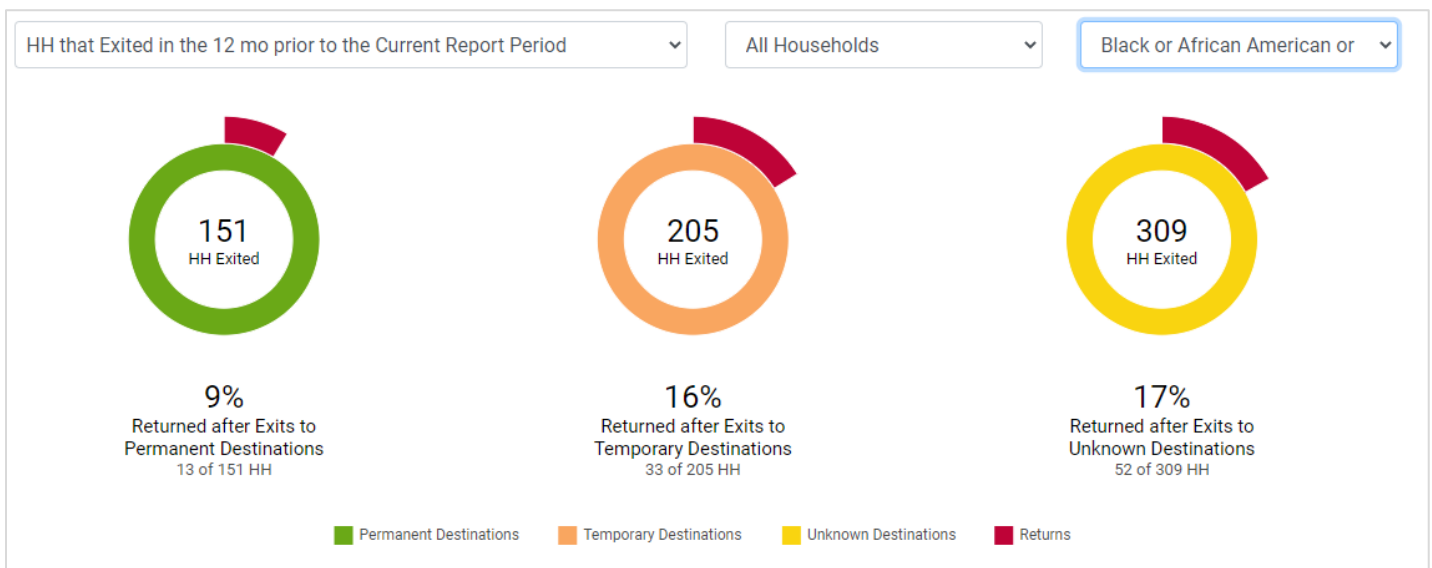 HH that Exited in the 12 mo prior to the Current Report Period
All Households
Black or African American or
151
HH Exited
205
HH Exited
309
HH Exited
9%
Returned after Exits to
Permanent Destinations
13 of 151 HH
16%
Returned after Exits to
Temporary Destinations
33 of 205 HH
17%
Returned after Exits to
Unknown Destinations
52 of 309 HH
Permanent Destinations
Temporary Destinations
Unknown Destinations
Returns